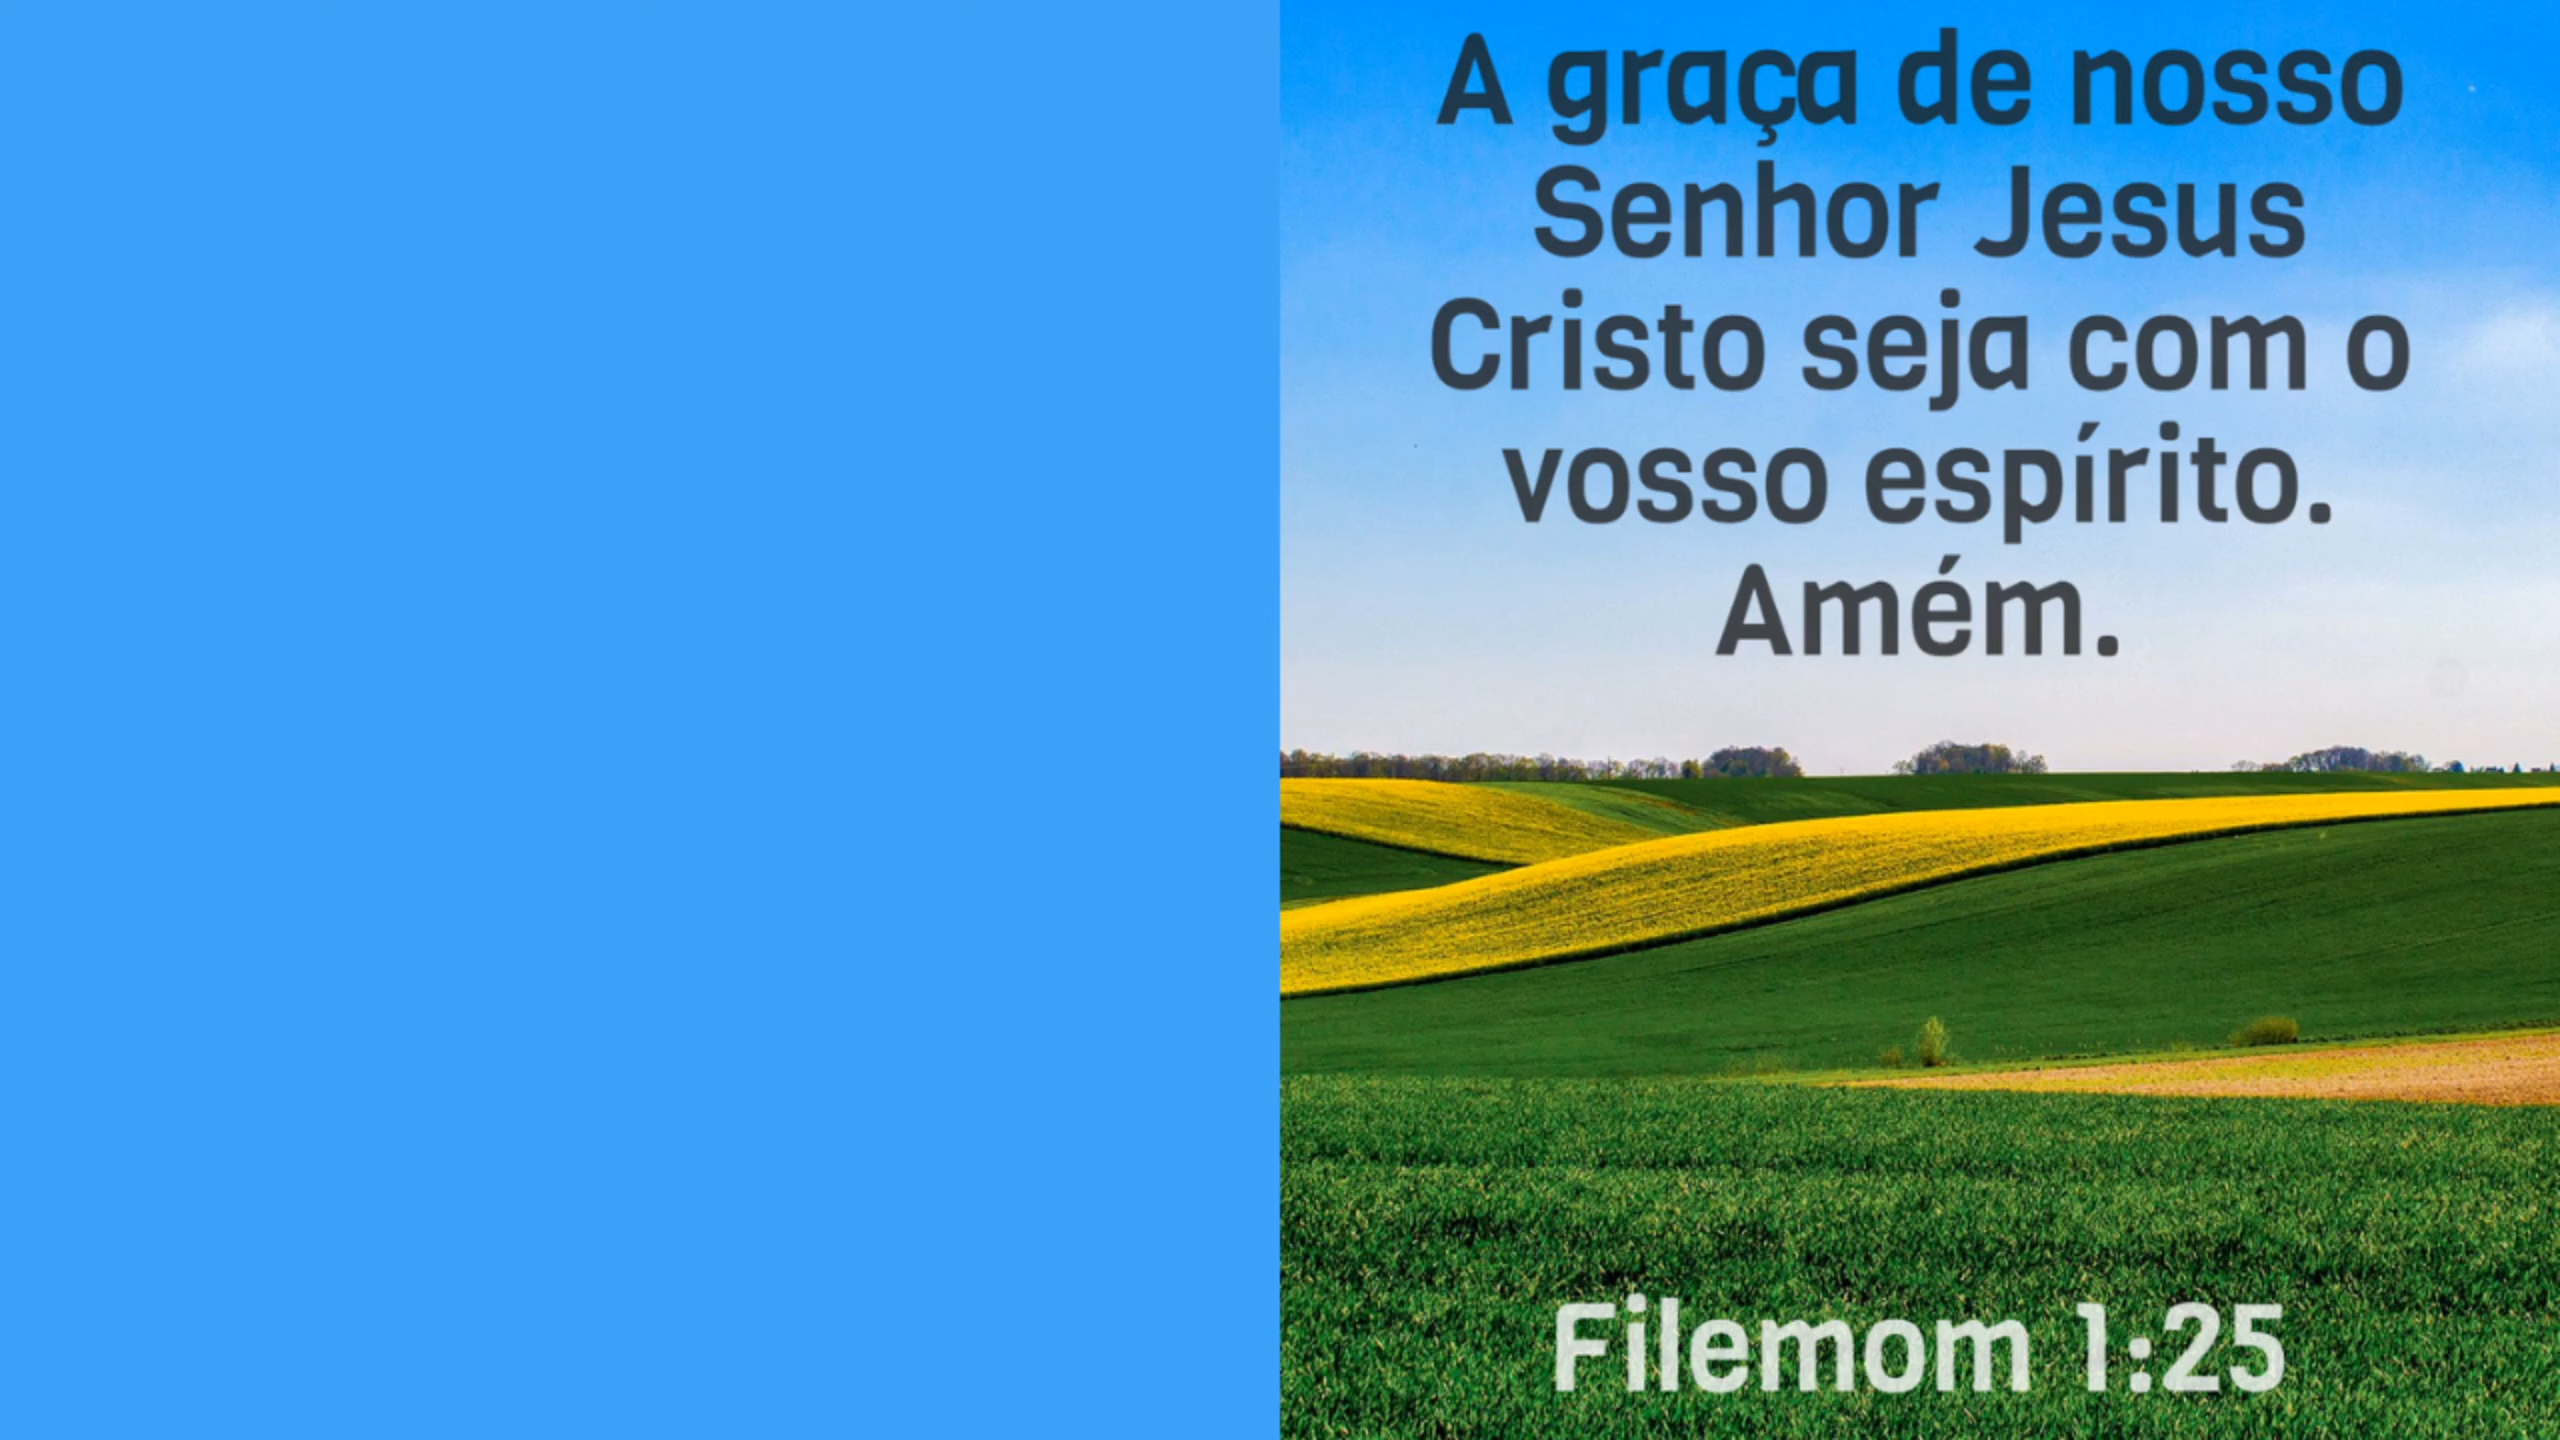 A graça de nosso
Senhor Jesus
Cristo seja com o
vosso espírito.
Amém.
Filemom 1:25